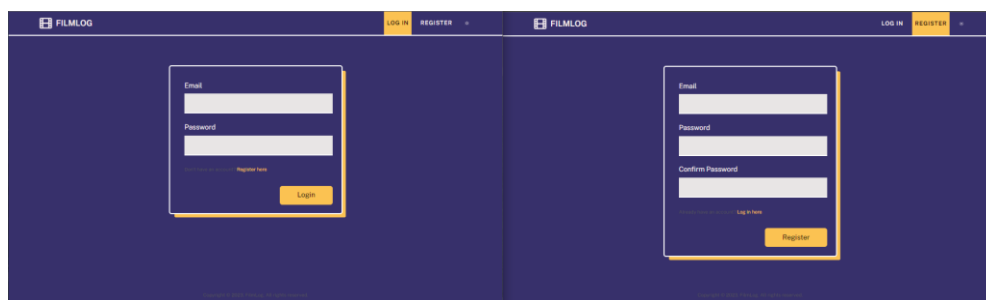 FILMLOG
LOG IN REGISTER
Email
Password
Register here
Login
FILMLOG
LOG IN REGISTER
Email
Password
Confirm Password
Log in here
Register